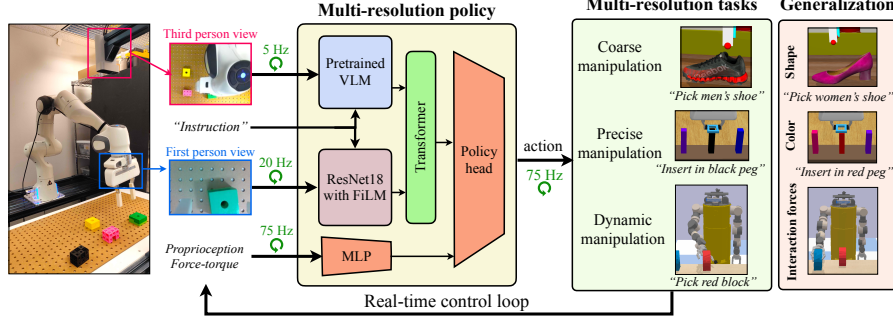 Multi-resolution policy
Multi-resolution tasks
Generalization
Third person view
5 Hz
Pretrained
VLM
"Instruction"
First person view
20 Hz
ResNet18
with FiLM
Transformer
Policy
head
75 Hz
Proprioception
Force-torque
MLP
action
75 Hz
Coarse
manipulation
"Pick men's shoe"
Precise
manipulation
"Insert in black peg"
Dynamic
manipulation
"Pick red block"
Shape
"Pick women's shoe"
Color
"Insert in red peg"
Interaction forces
Real-time control loop